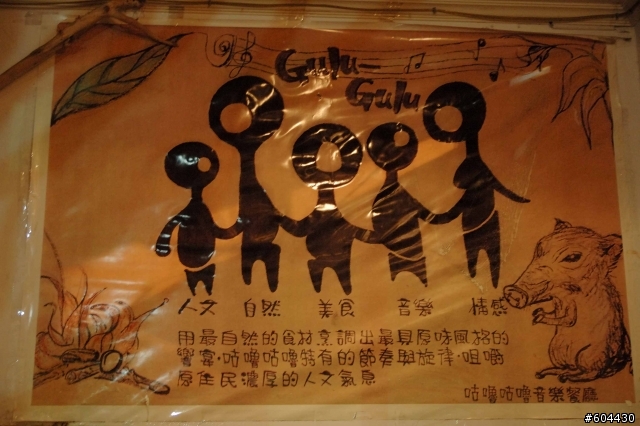 Gulu-
Gulu
人文 自然 美食 音樂 情感
用最自然的食材烹調出最具原味風格的
饗宴,咕嚕咕嚕特有的節奏與旋律,咀嚼
原住民濃厚的人文氣息
咕嚕咕嚕音樂餐廳
#604430